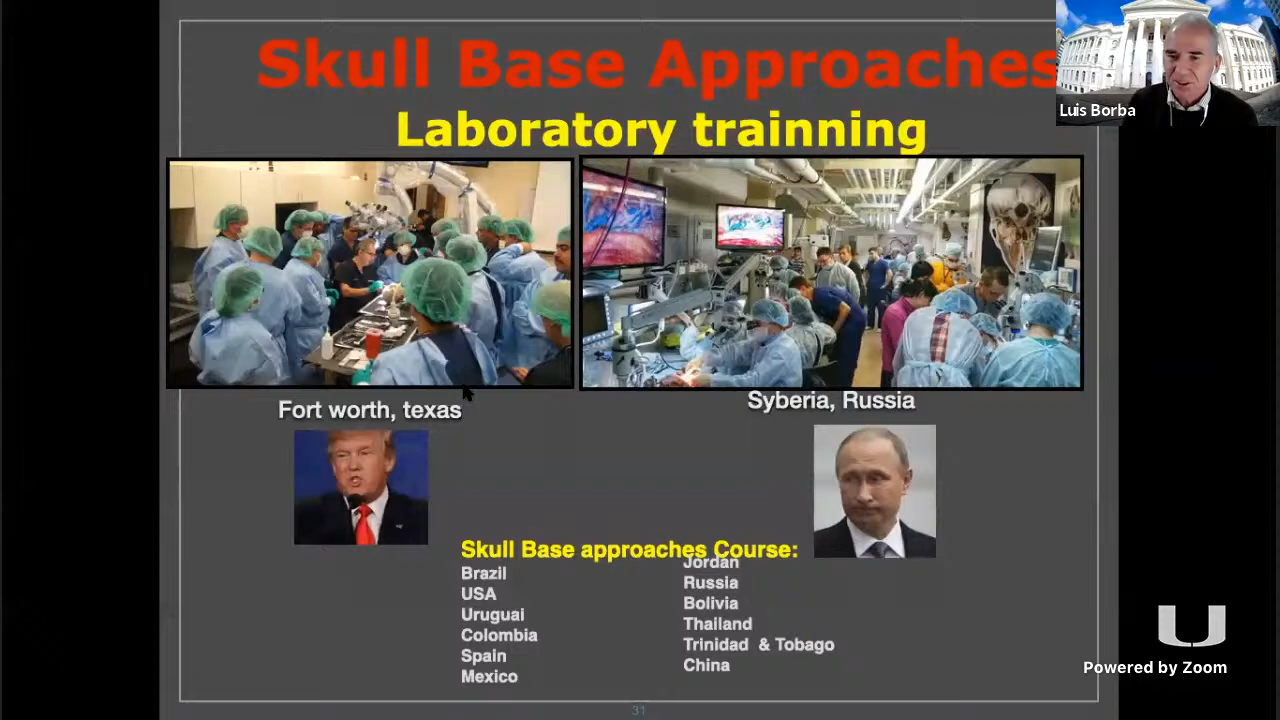 Skull Base Approaches
Laboratory trainning
Luis Borba
Fort worth, texas
Syberia, Russia
Skull Base approaches Course:
Brazil
USA
Uruguai
Colombia
Spain
Mexico
Jordan
Russia
Bolivia
Thailand
Trinidad & Tobago
China
U
Powered by Zoom
31